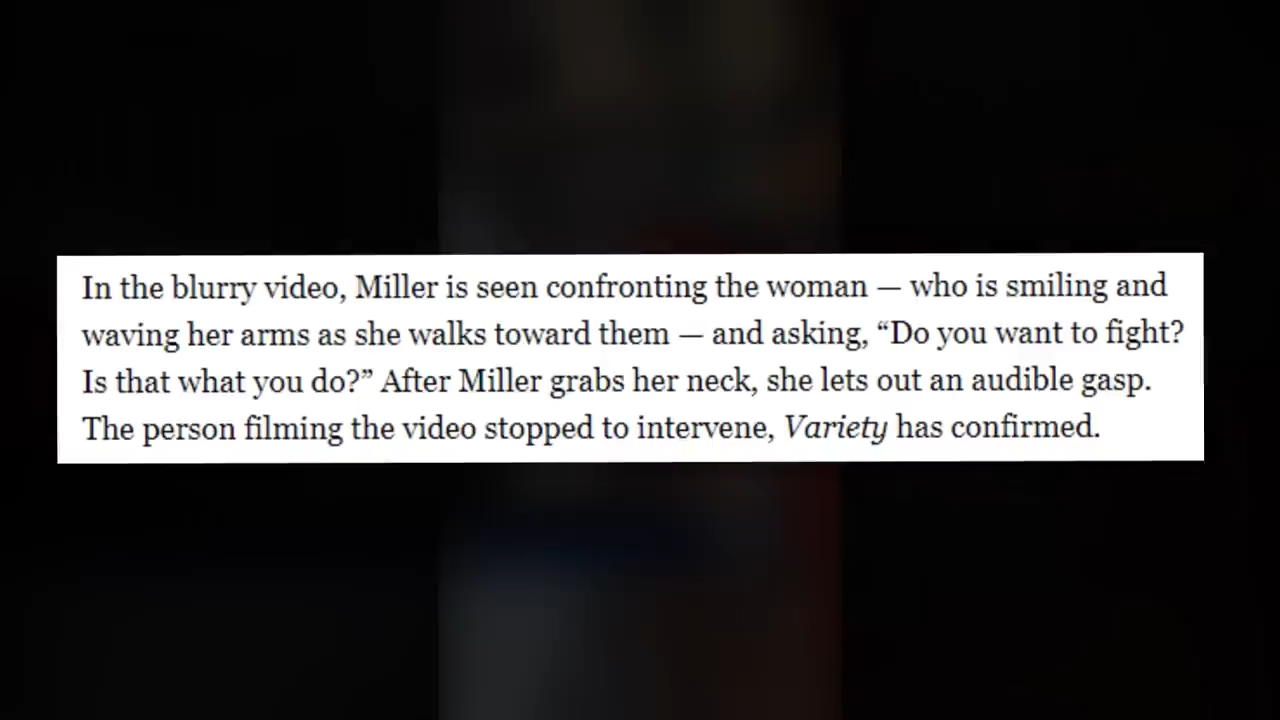 In the blurry video, Miller is seen confronting the woman — who is smiling and
waving her arms as she walks toward them — and asking, “Do you want to fight?
Is that what you do?” After Miller grabs her neck, she lets out an audible gasp.
The person filming the video stopped to intervene, Variety has confirmed.